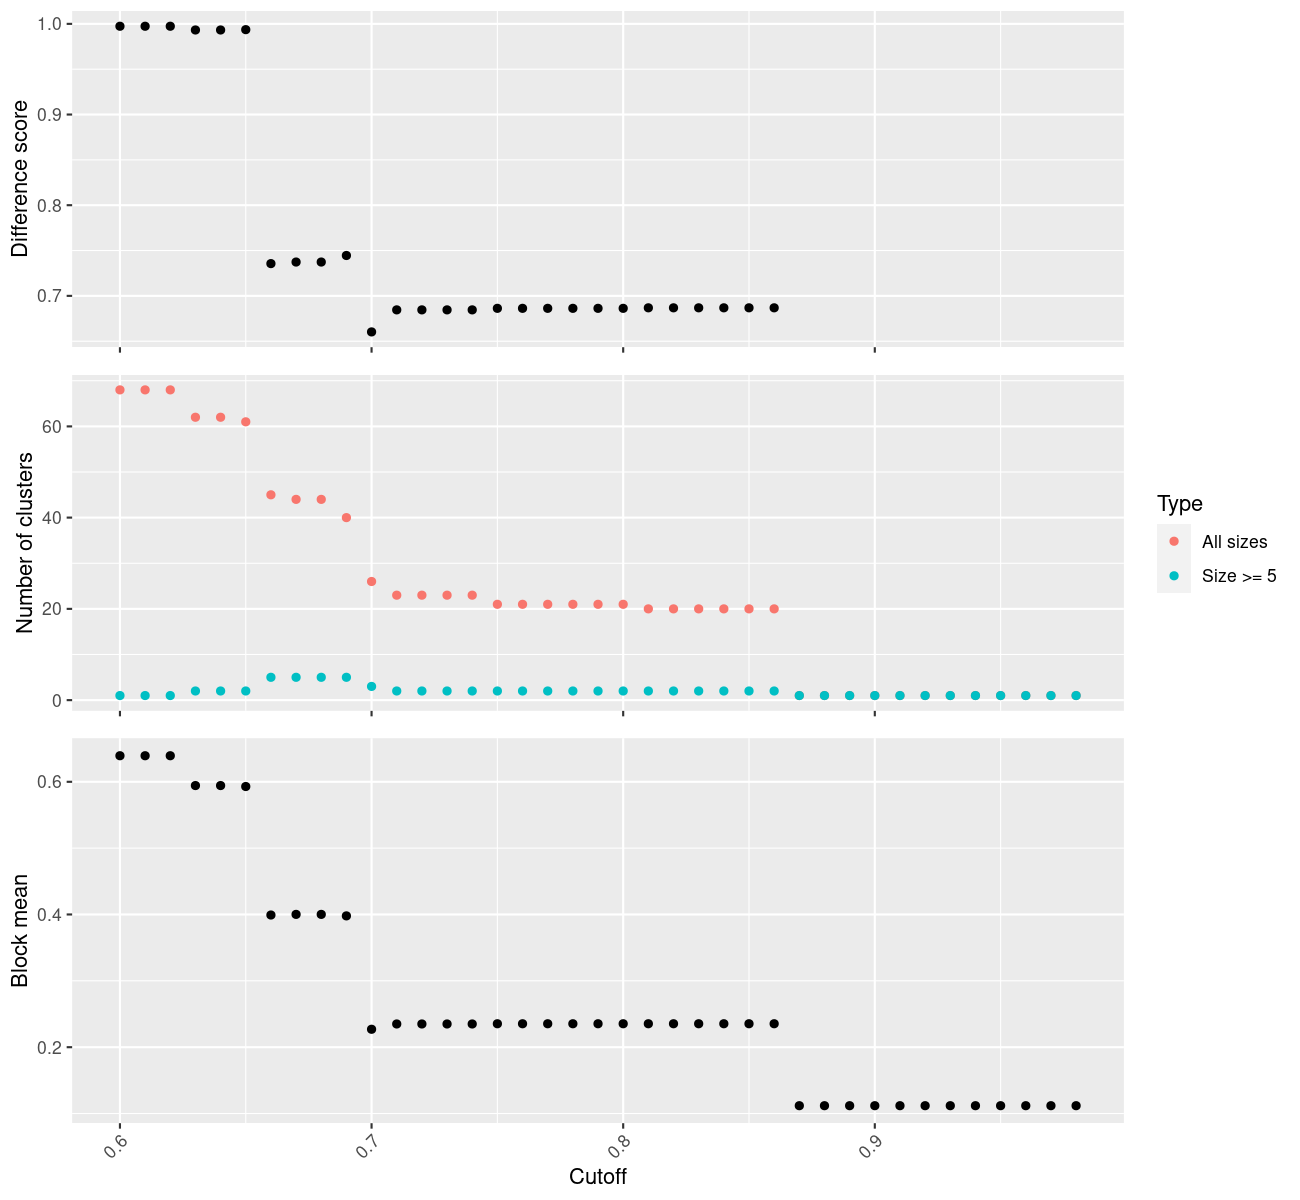 Difference score
1.0
0.9
0.8
0.7
Number of clusters
60
40
20
0
Type
All sizes
Size >= 5
Block mean
0.6
0.4
0.2
0.6
0.7
0.8
0.9
Cutoff